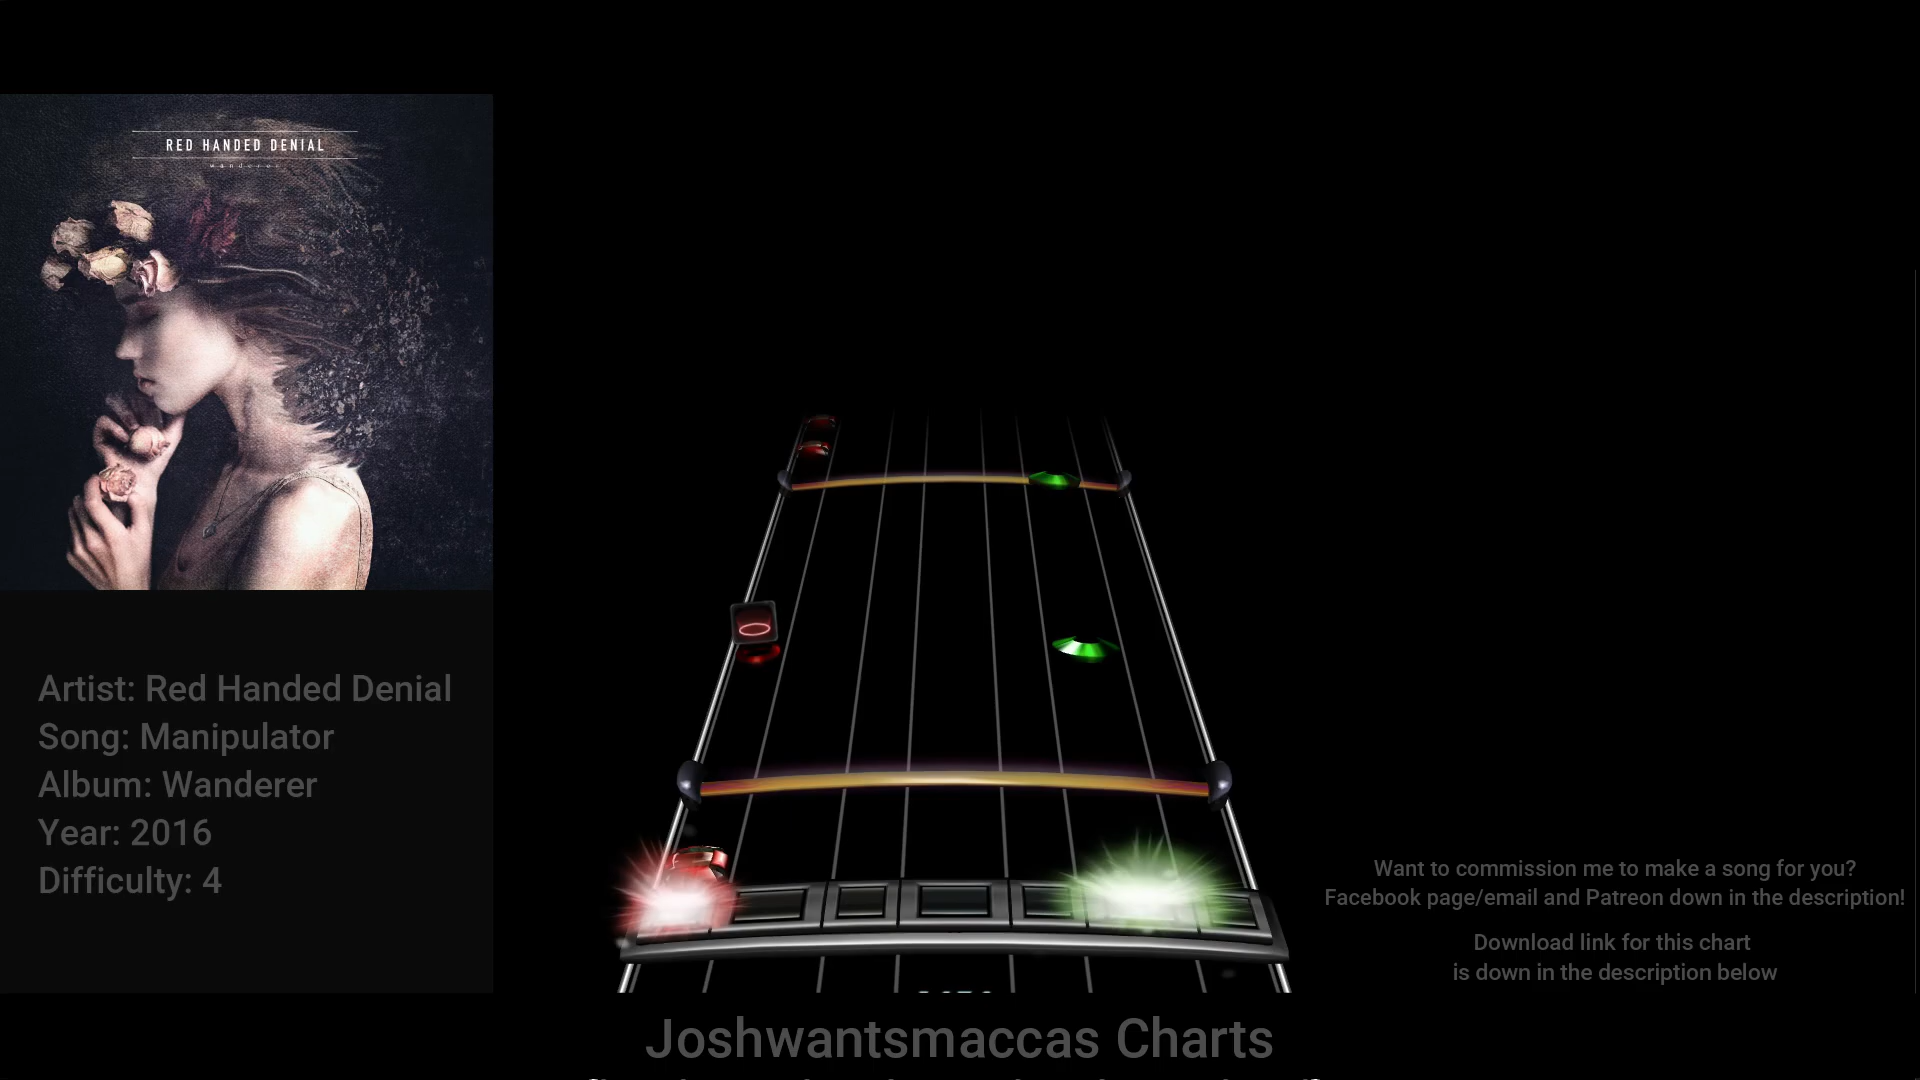 RED HANDED DENIAL
wanderer
Artist: Red Handed Denial
Song: Manipulator
Album: Wanderer
Year: 2016
Difficulty: 4
Want to commission me to make a song for you?
Facebook page/email and Patreon down in the description!
Download link for this chart
is down in the description below
Joshwantsmaccas Charts